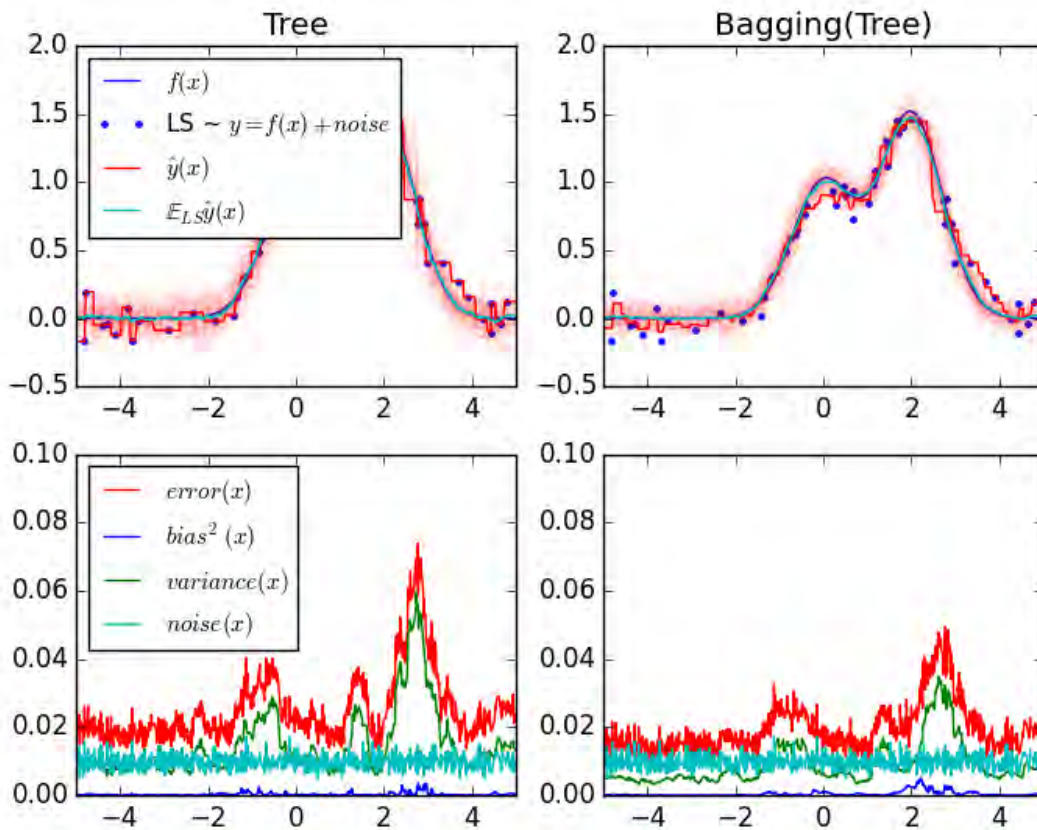 Tree
Bagging(Tree)
2.0
1.5
1.0
0.5
0.0
−0.5
f(x)
LS ∼ y = f(x) + noise
ŷ(x)
𝔼_LS ŷ(x)
−4 −2 0 2 4
2.0
1.5
1.0
0.5
0.0
−0.5
−4 −2 0 2 4
0.10
0.08
0.06
0.04
0.02
0.00
error(x)
bias² (x)
variance(x)
noise(x)
−4 −2 0 2 4
0.10
0.08
0.06
0.04
0.02
0.00
−4 −2 0 2 4